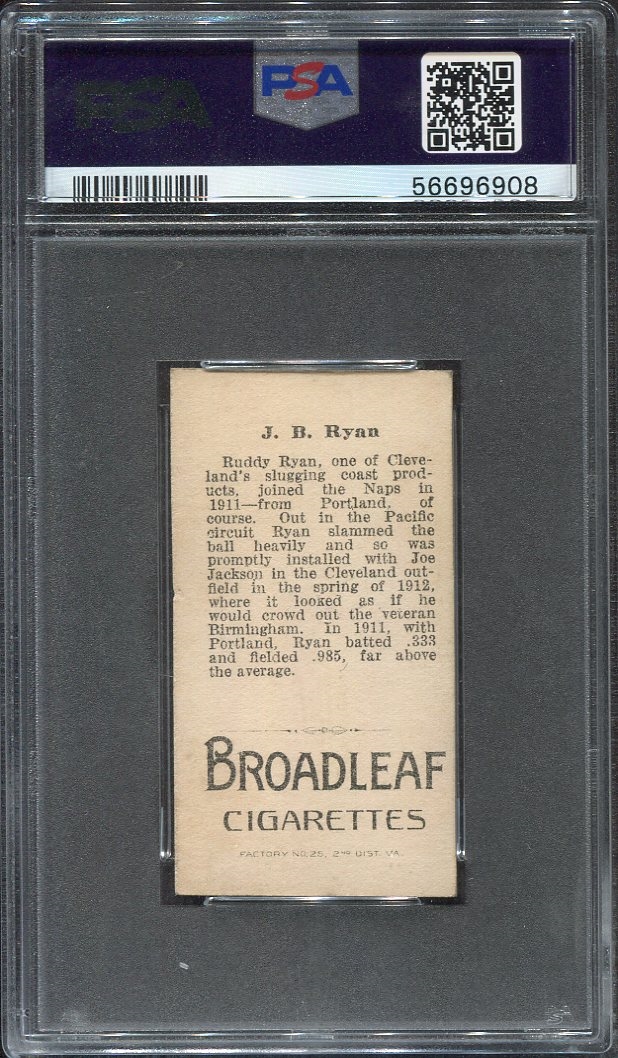 PSA
PSA
56696908
J. B. Ryan
Ruddy Ryan, one of Cleve-
land's slugging coast prod-
ucts, joined the Naps in
1911—from Portland, of
course. Out in the Pacific
circuit Ryan slammed the
ball heavily and so was
promptly installed with Joe
Jackson in the Cleveland out-
field in the spring of 1912,
where it looked as if he
would crowd out the veteran
Birmingham. In 1911, with
Portland, Ryan batted .333
and fielded .985, far above
the average.
BROADLEAF
CIGARETTES
FACTORY NO. 25, 2ND DIST. VA.